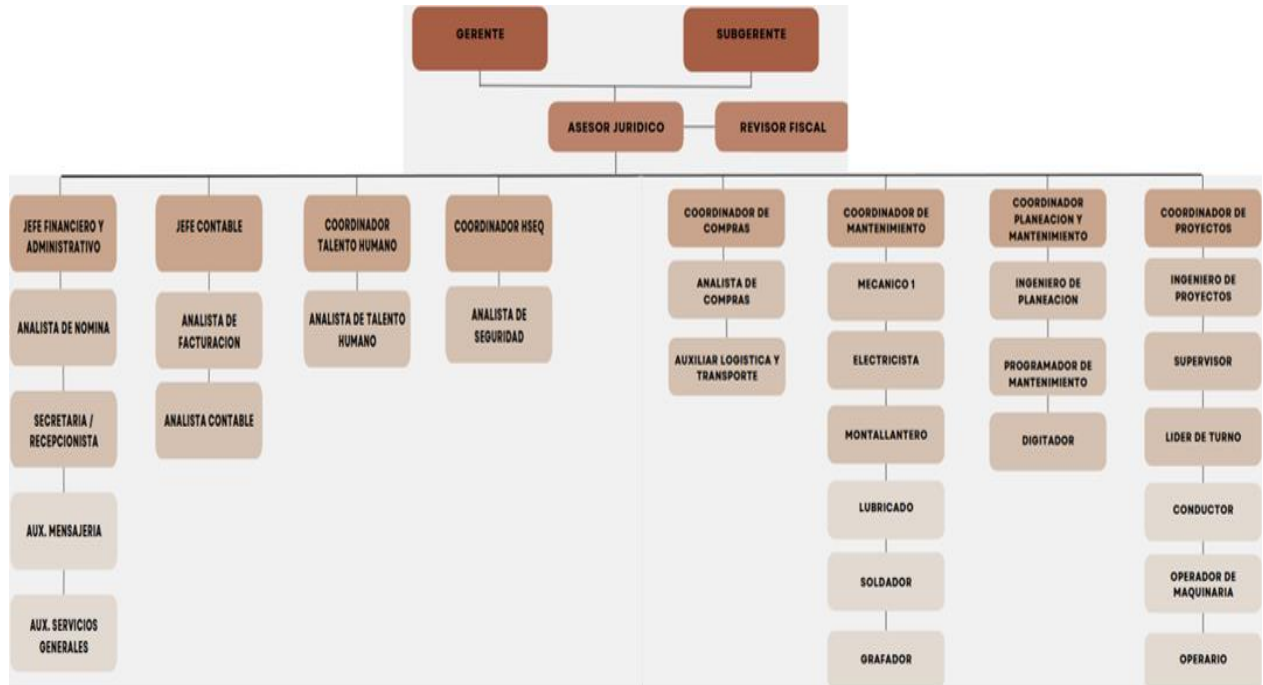 GERENTE
SUBGERENTE
ASESOR JURIDICO
REVISOR FISCAL
JEFE FINANCIERO Y
ADMINISTRATIVO
JEFE CONTABLE
COORDINADOR
TALENTO HUMANO
COORDINADOR HSEQ
COORDINADOR DE
COMPRAS
COORDINADOR DE
MANTENIMIENTO
COORDINADOR
PLANEACION Y
MANTENIMIENTO
COORDINADOR DE
PROYECTOS
ANALISTA DE NOMINA
ANALISTA DE
FACTURACION
ANALISTA DE TALENTO
HUMANO
ANALISTA DE
SEGURIDAD
ANALISTA DE
COMPRAS
MECANICO 1
INGENIERO DE
PLANEACION
INGENIERO DE
PROYECTOS
SECRETARIA /
RECEPCIONISTA
ANALISTA CONTABLE
AUXILIAR LOGISTICA Y
TRANSPORTE
ELECTRICISTA
PROGRAMADOR DE
MANTENIMIENTO
SUPERVISOR
MONTALLANTERO
DIGITADOR
LIDER DE TURNO
AUX. MENSAJERIA
LUBRICADO
CONDUCTOR
SOLDADOR
OPERADOR DE
MAQUINARIA
AUX. SERVICIOS
GENERALES
GRAFADOR
OPERARIO